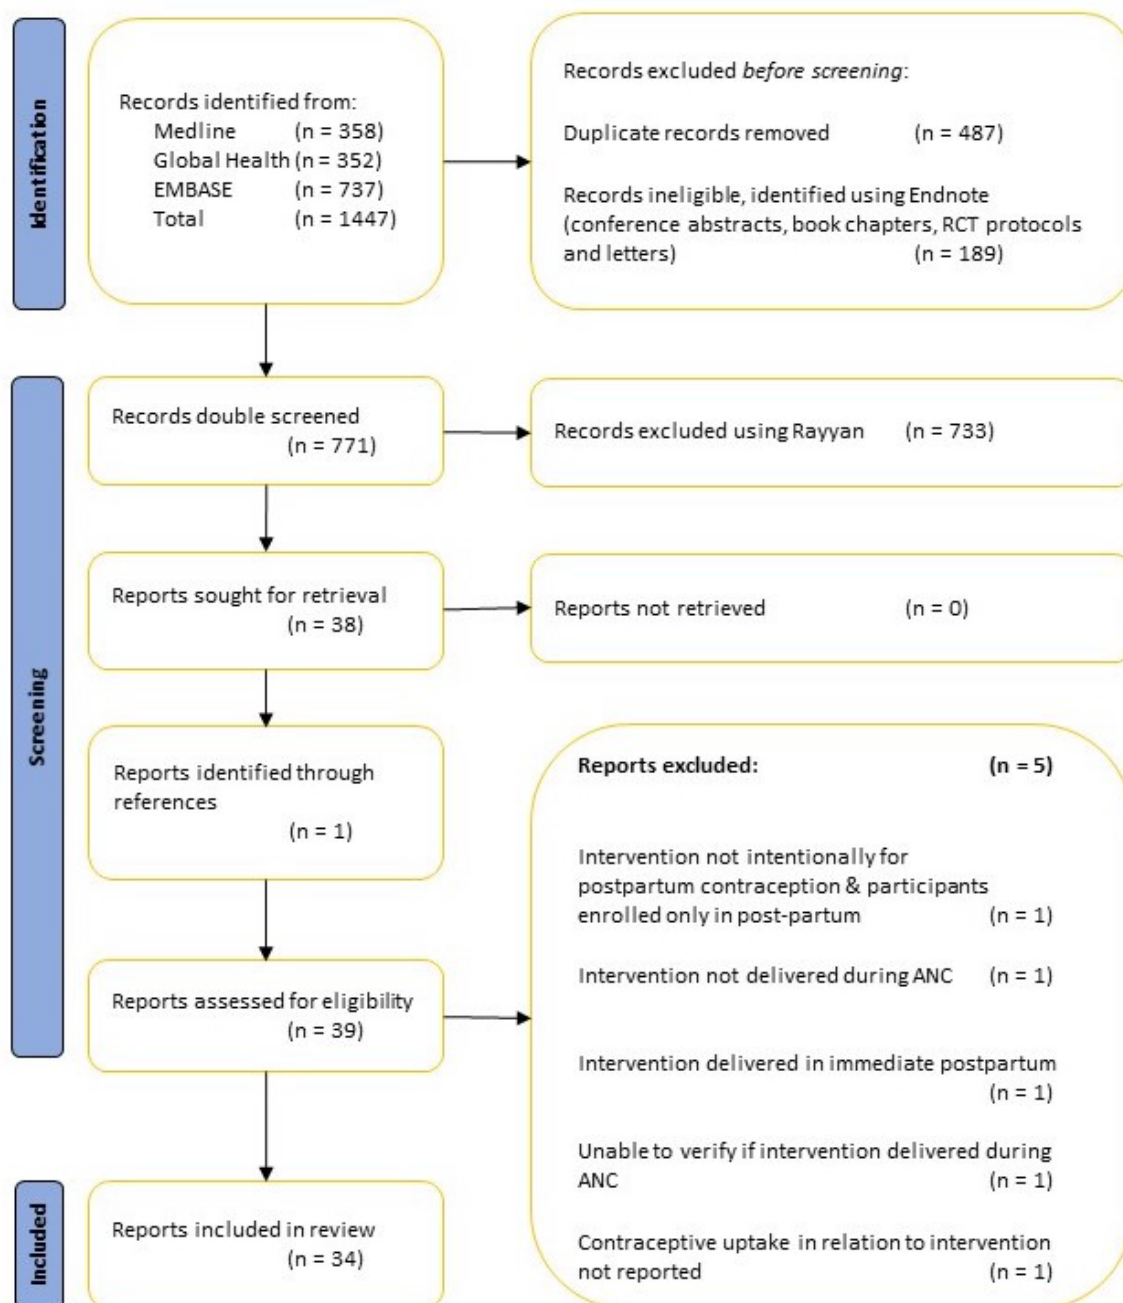 Identification
Records identified from:
Medline (n = 358)
Global Health (n = 352)
EMBASE (n = 737)
Total (n = 1447)
Records excluded before screening:
Duplicate records removed (n = 487)
Records ineligible, identified using Endnote
(conference abstracts, book chapters, RCT protocols
and letters) (n = 189)
Screening
Records double screened
(n = 771)
Records excluded using Rayyan (n = 733)
Reports sought for retrieval
(n = 38)
Reports not retrieved (n = 0)
Reports identified through
references
(n = 1)
Reports assessed for eligibility
(n = 39)
Reports excluded: (n = 5)
Intervention not intentionally for
postpartum contraception & participants
enrolled only in post-partum (n = 1)
Intervention not delivered during ANC (n = 1)
Intervention delivered in immediate postpartum
(n = 1)
Unable to verify if intervention delivered during
ANC (n = 1)
Contraceptive uptake in relation to intervention
not reported (n = 1)
Included
Reports included in review
(n = 34)